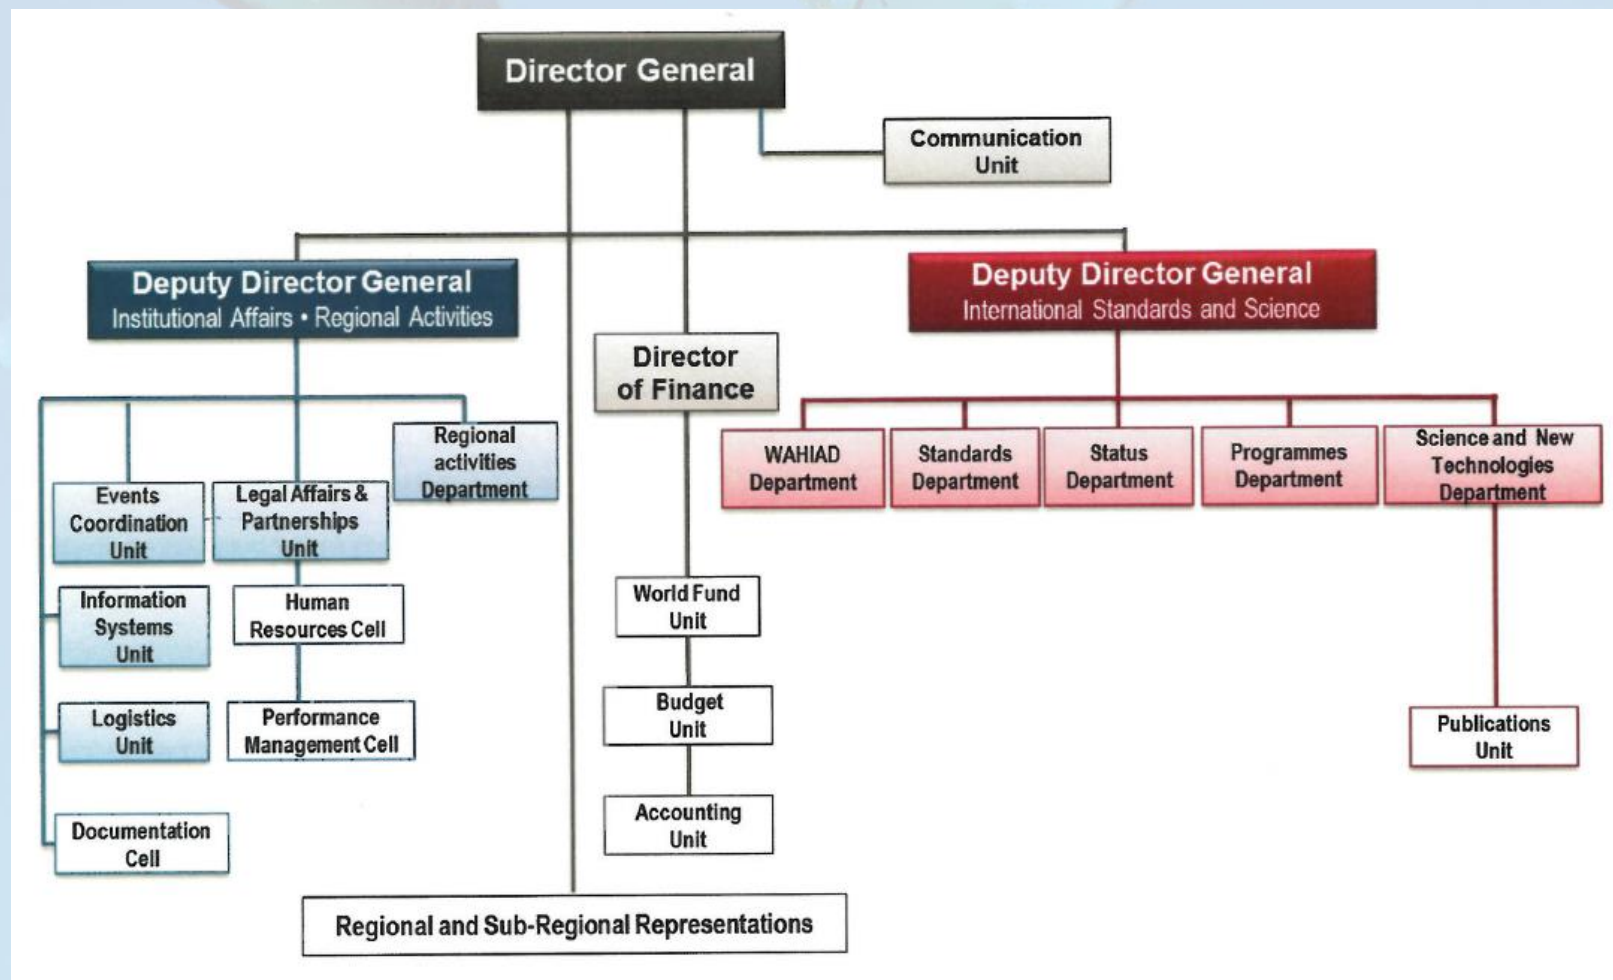 Director General
Communication
Unit
Deputy Director General
Institutional Affairs • Regional Activities
Deputy Director General
International Standards and Science
Director
of Finance
Regional
activities
Department
Events
Coordination
Unit
Legal Affairs &
Partnerships
Unit
Information
Systems
Unit
Human
Resources Cell
Logistics
Unit
Performance
Management Cell
Documentation
Cell
World Fund
Unit
Budget
Unit
Accounting
Unit
WAHIAD
Department
Standards
Department
Status
Department
Programmes
Department
Science and New
Technologies
Department
Publications
Unit
Regional and Sub-Regional Representations